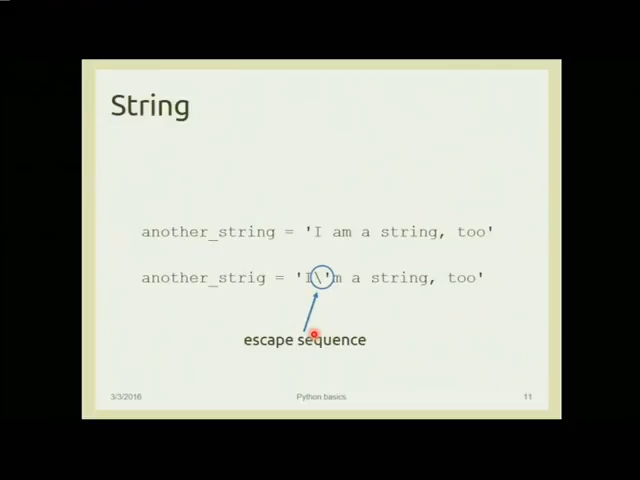 String
another_string = 'I am a string, too'
another_strig = 'I\'m a string, too'
escape sequence
3/3/2016
Python basics
11